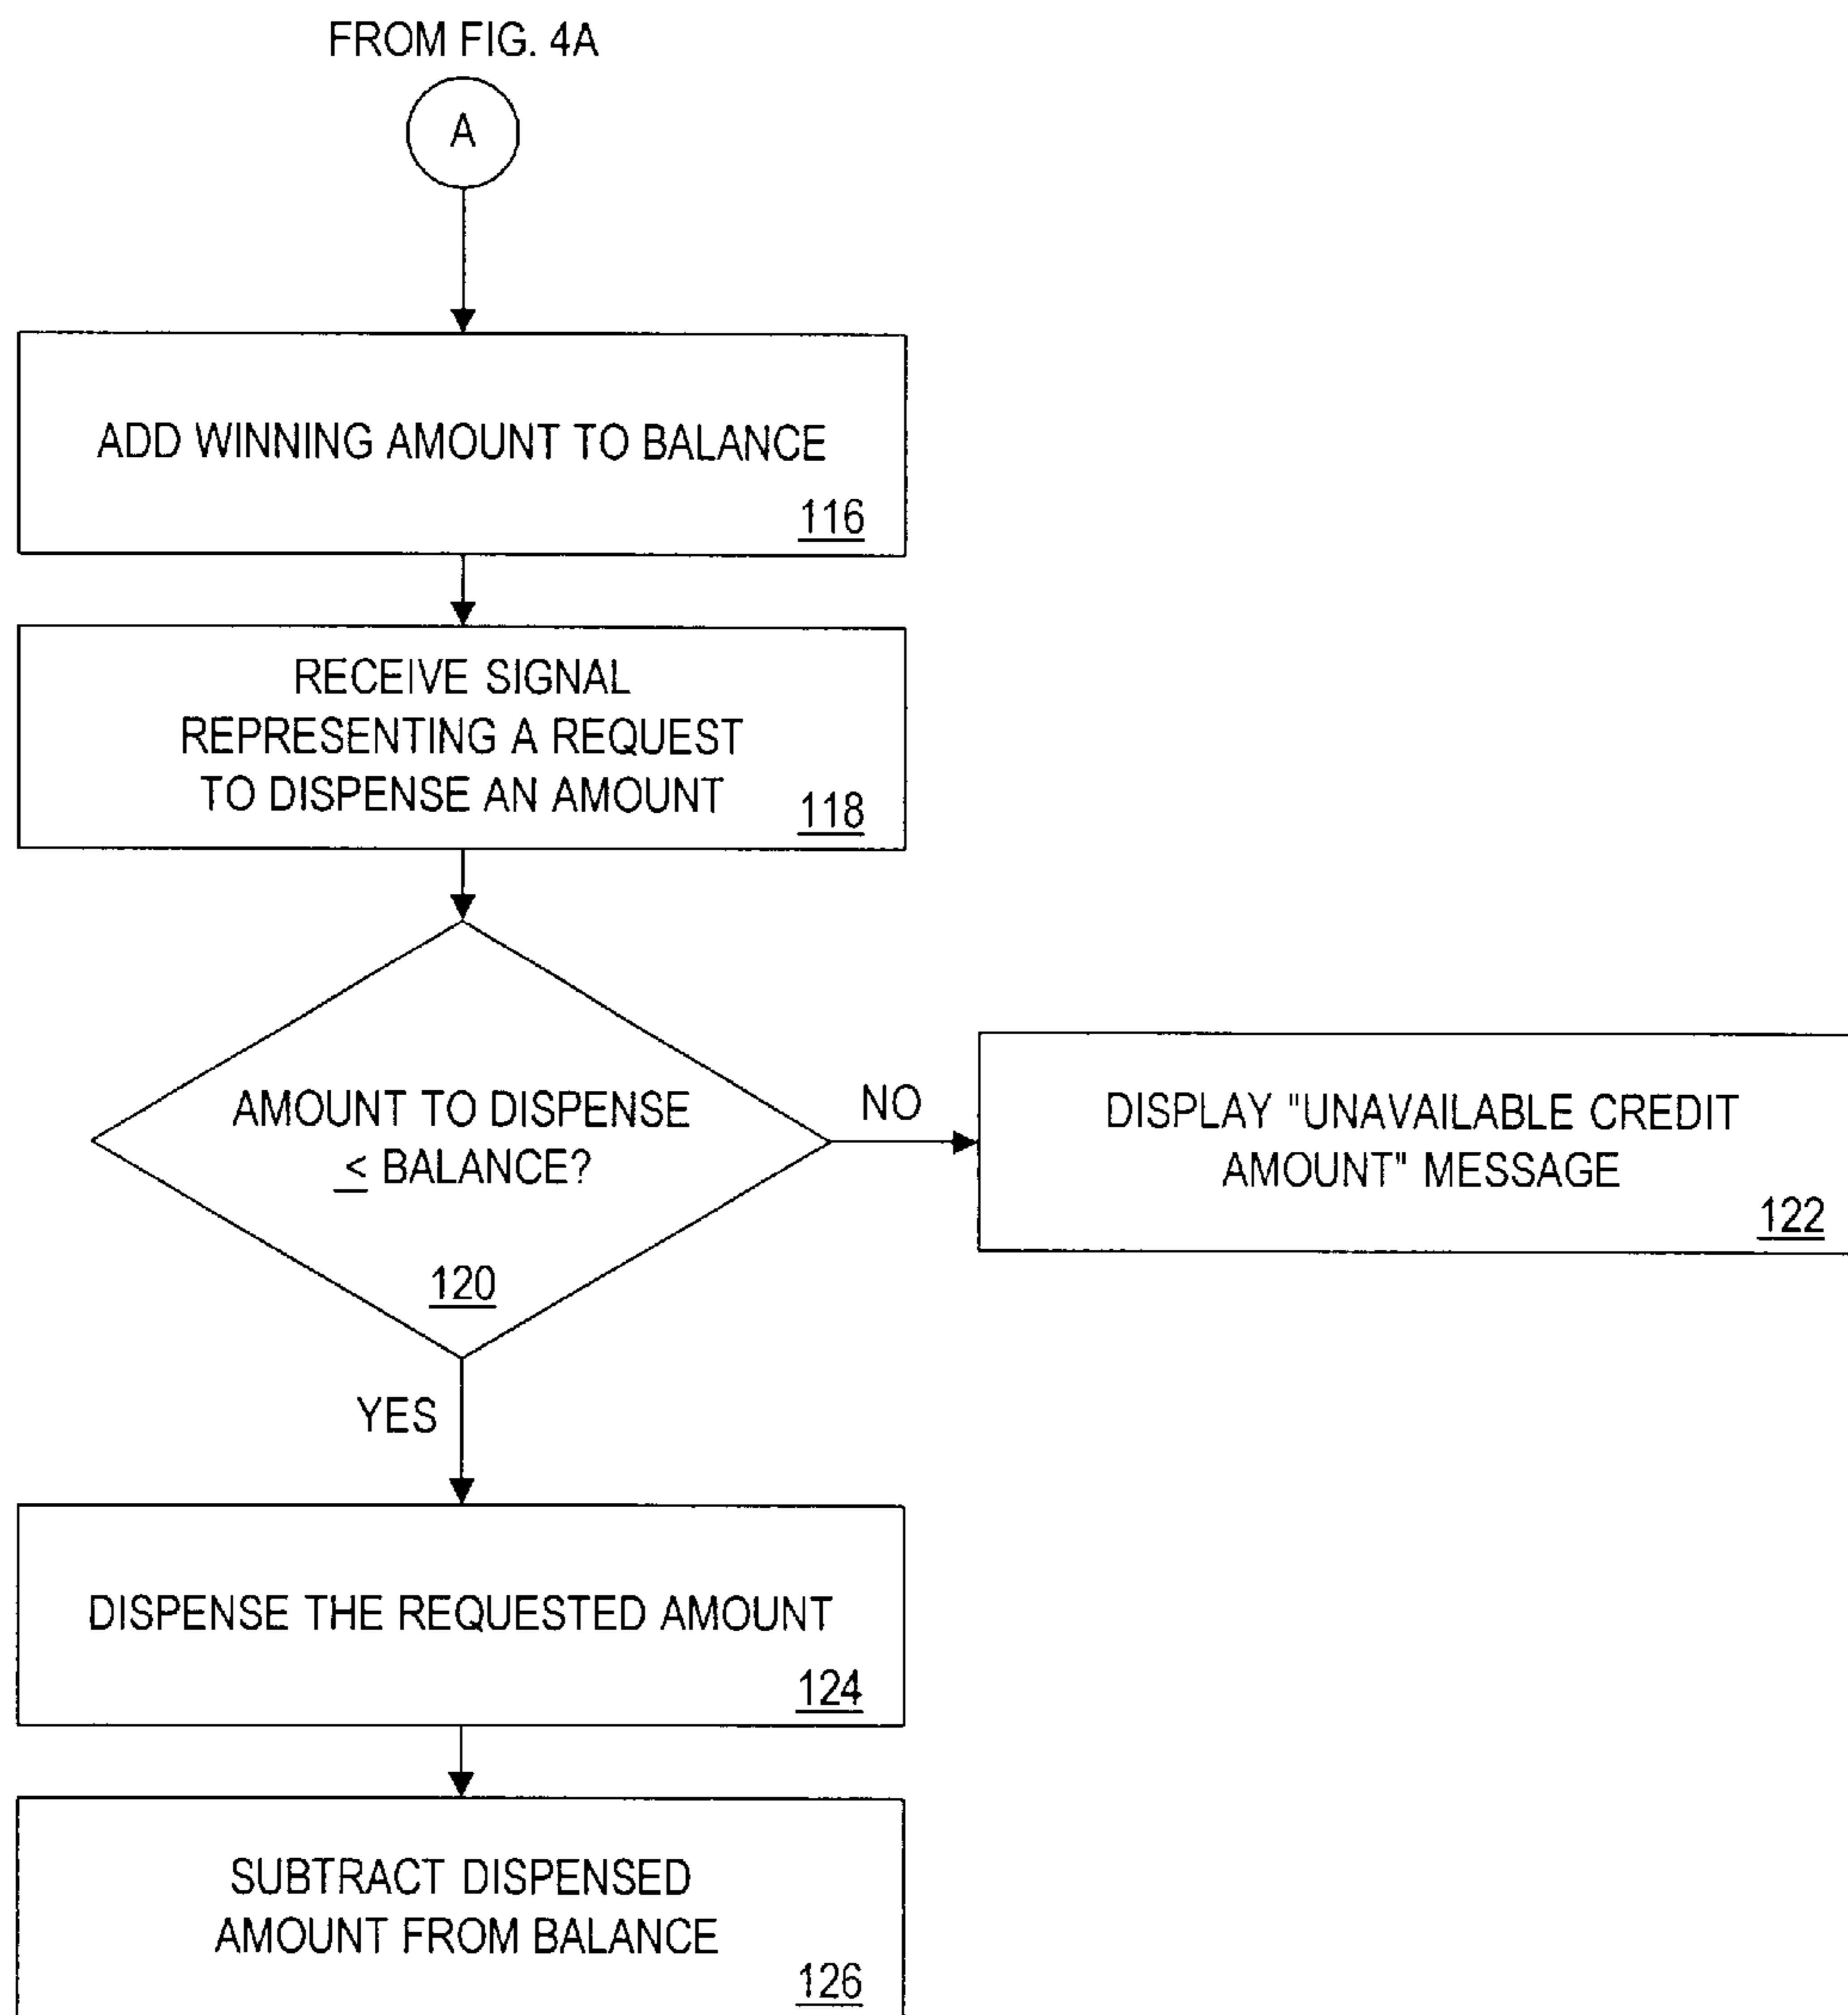 FROM FIG. 4A
A
ADD WINNING AMOUNT TO BALANCE
116
RECEIVE SIGNAL
REPRESENTING A REQUEST
TO DISPENSE AN AMOUNT
118
AMOUNT TO DISPENSE
≤ BALANCE?
120
NO
DISPLAY "UNAVAILABLE CREDIT
AMOUNT" MESSAGE
122
YES
DISPENSE THE REQUESTED AMOUNT
124
SUBTRACT DISPENSED
AMOUNT FROM BALANCE
126